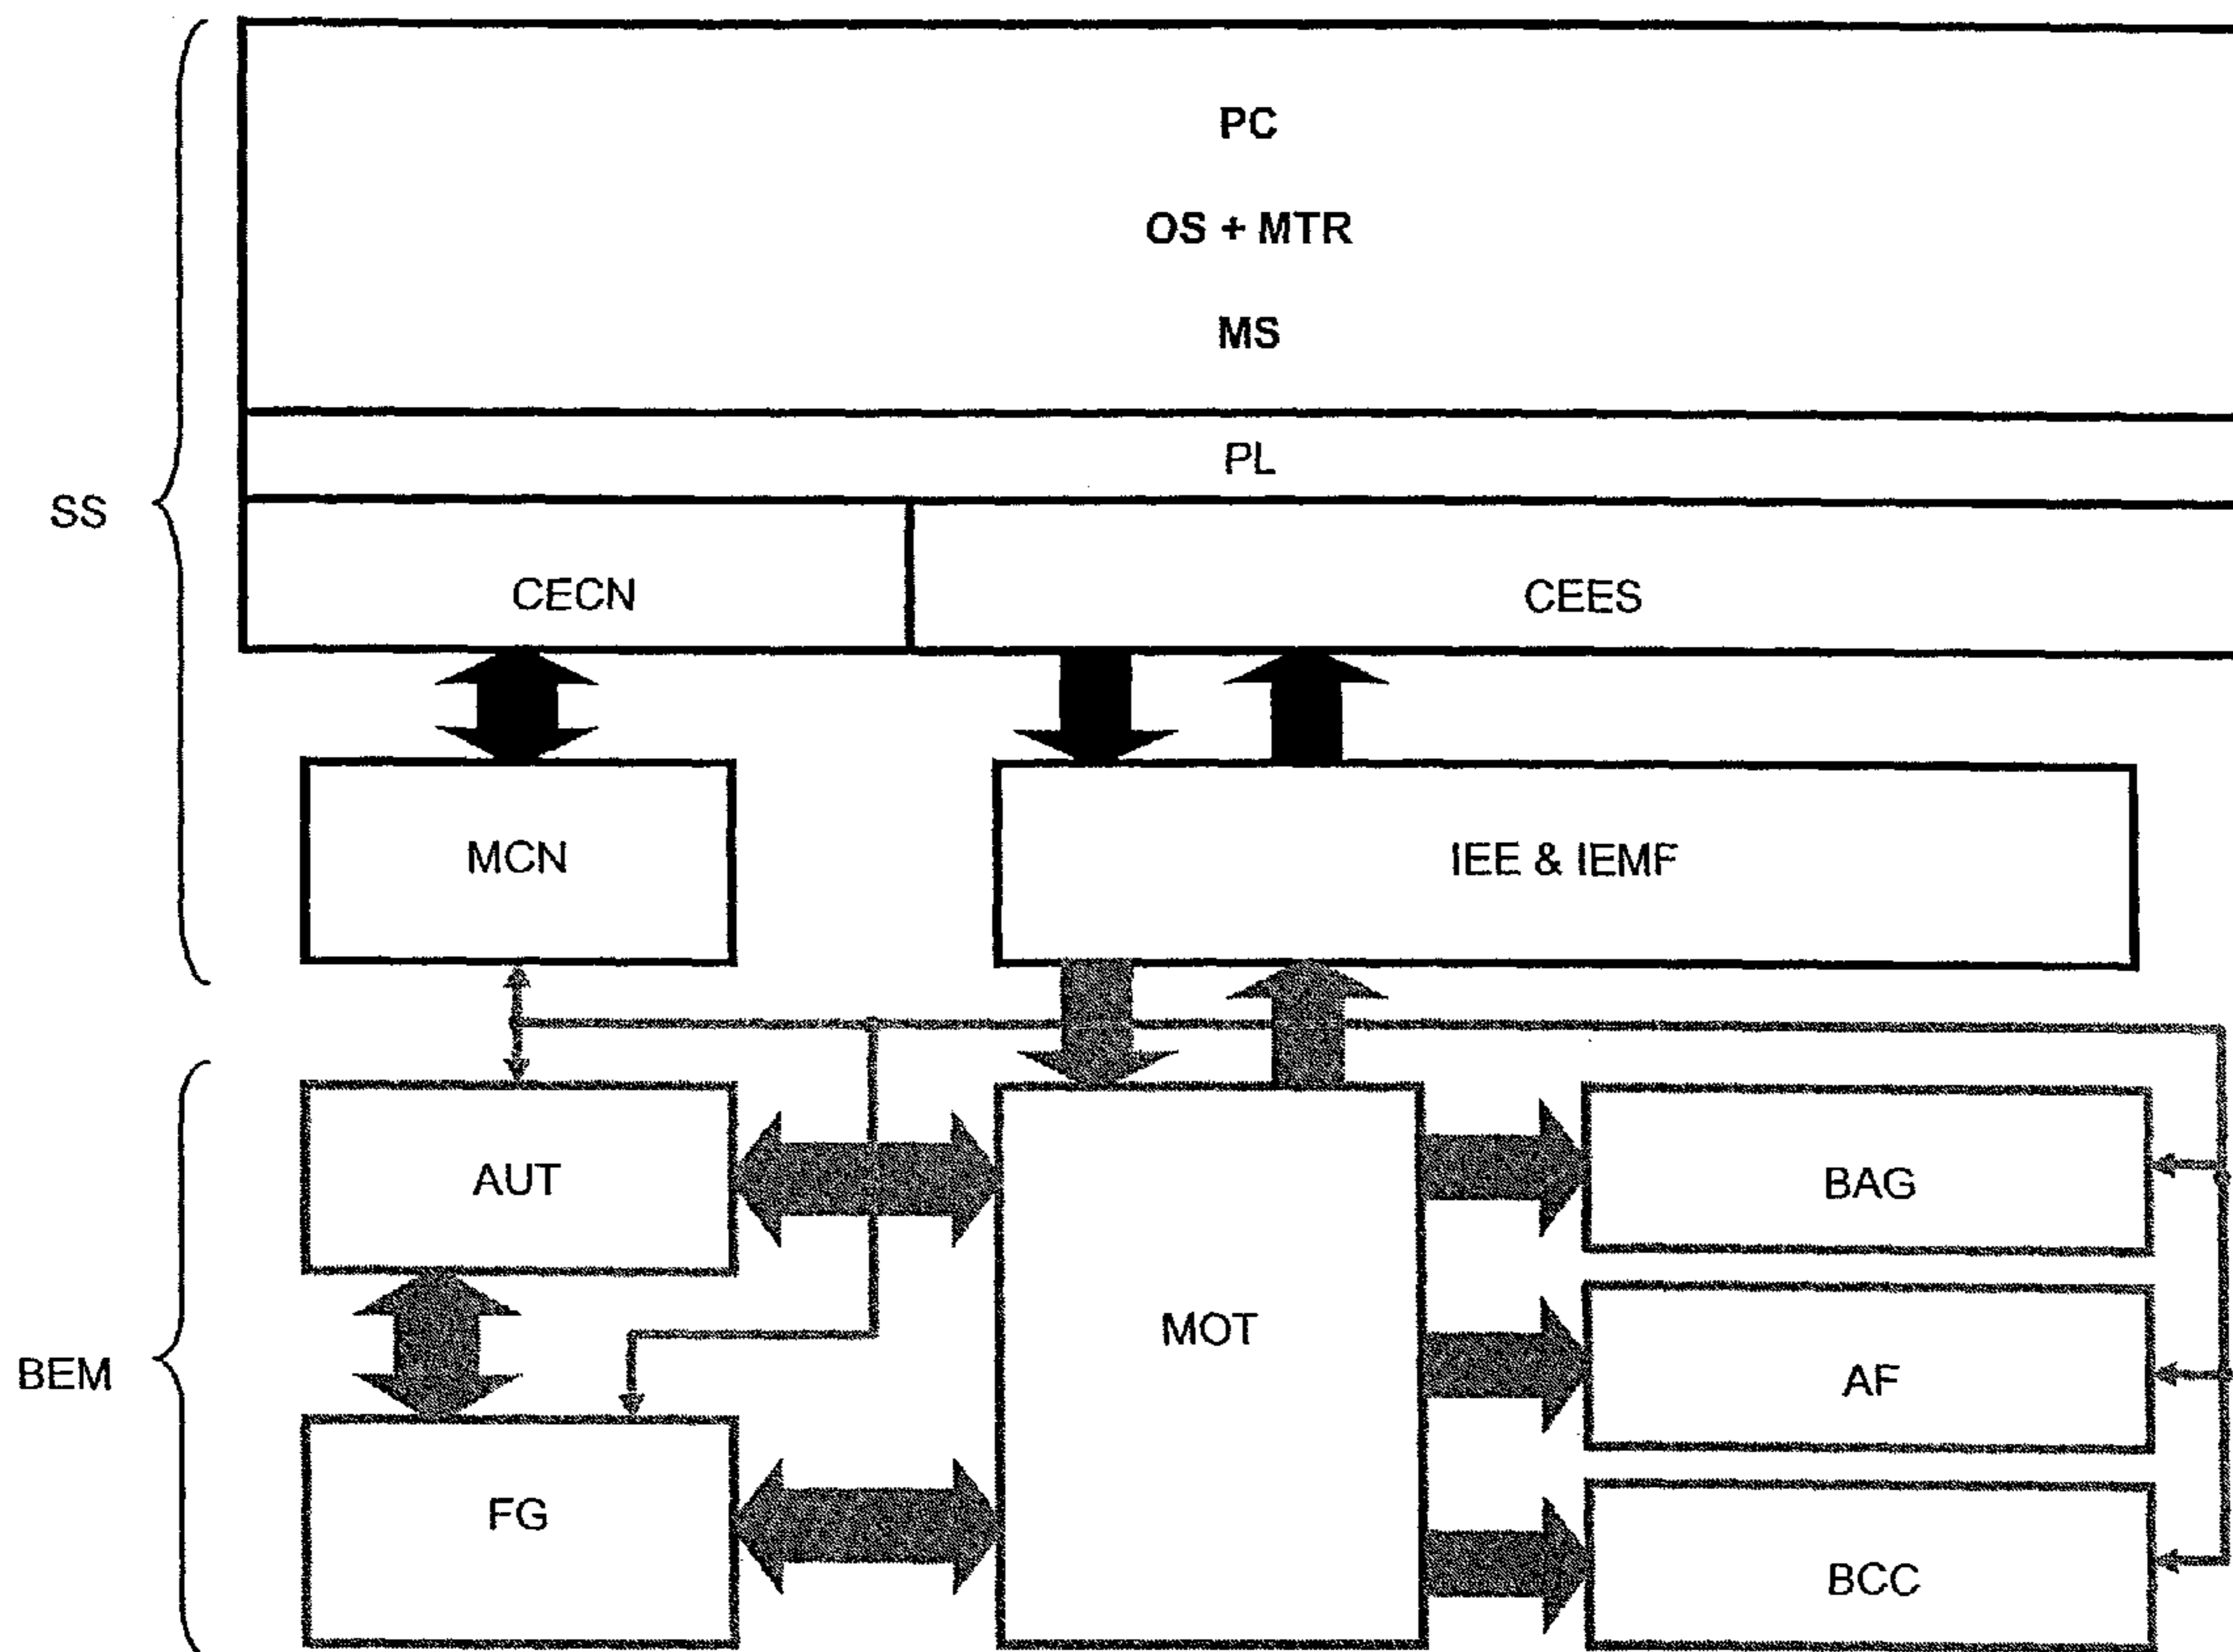 PC
OS + MTR
MS
PL
SS
CECN
CEES
MCN
IEE & IEMF
AUT
BAG
MOT
BEM
AF
FG
BCC